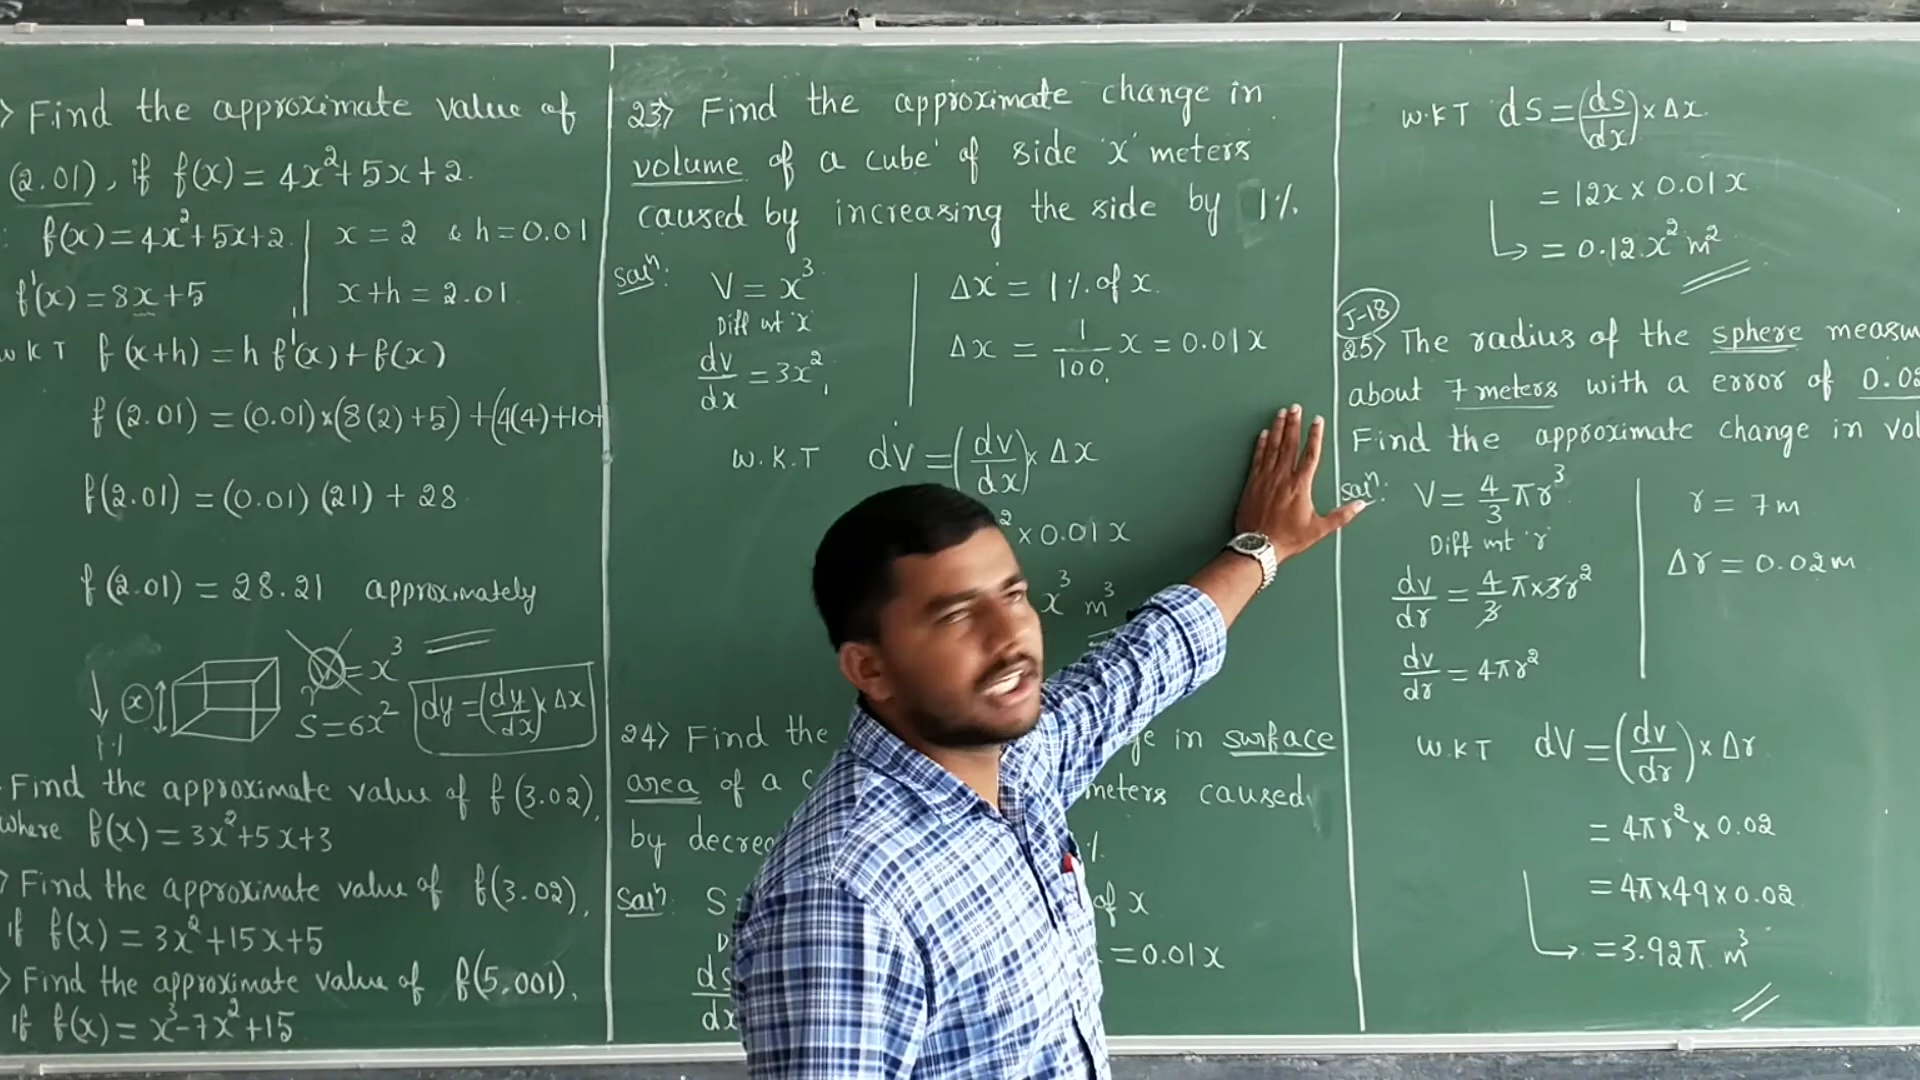 > Find the approximate value of
(2.01), if f(x) = 4x²+5x+2.
: f(x) = 4x²+5x+2 | x = 2 & h = 0.01
f'(x) = 8x+5 | x+h = 2.01
W K T f(x+h) = h f'(x) + f(x)
f(2.01) = (0.01)×(8(2)+5) + (4(4)+10+
f(2.01) = (0.01)(21) + 28
f(2.01) = 28.21 approximately
= x³
x
S = 6x²
dy = (dy/dx)×Δx
Find the approximate value of f(3.02),
where f(x) = 3x²+5x+3
> Find the approximate value of f(3.02),
if f(x) = 3x²+15x+5
> Find the approximate value of f(5.001),
if f(x) = x³-7x²+15
23> Find the approximate change in
volume of a cube of side 'x' meters
caused by increasing the side by 1%.
Soln: V = x³ | Δx = 1% of x.
Diff wt 'x'
dv/dx = 3x² | Δx = 1/100 x = 0.01x
W.K.T dV = (dv/dx)× Δx
² × 0.01x
x³ m³
24> Find the ge in surface
area of a c meters caused
by decrea %.
Soln: S of x
D
ds = 0.01x
dx
W.K.T ds = (ds/dx)×Δx.
= 12x × 0.01x
= 0.12x² m²
J-18
25> The radius of the sphere measu
about 7 meters with a error of 0.02
Find the approximate change in vol
Soln: V = 4/3 πr³ | r = 7m
Diff wt 'r'
dv/dr = 4/3 π×3r² | Δr = 0.02m
dv/dr = 4πr²
W.K.T dV = (dv/dr)× Δr
= 4πr² × 0.02
= 4π×49×0.02
= 3.92π m³